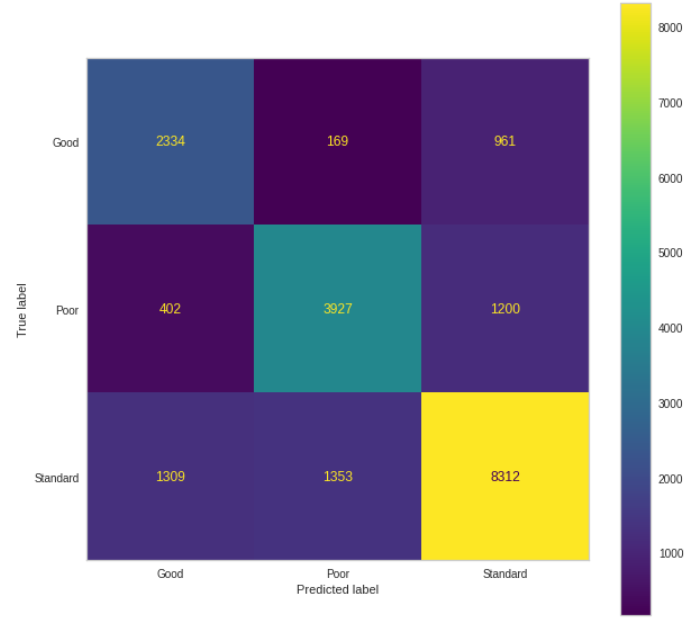 Good 2334 169 961
Poor 402 3927 1200
Standard 1309 1353 8312
Good Poor Standard
Predicted label
True label
8000
7000
6000
5000
4000
3000
2000
1000